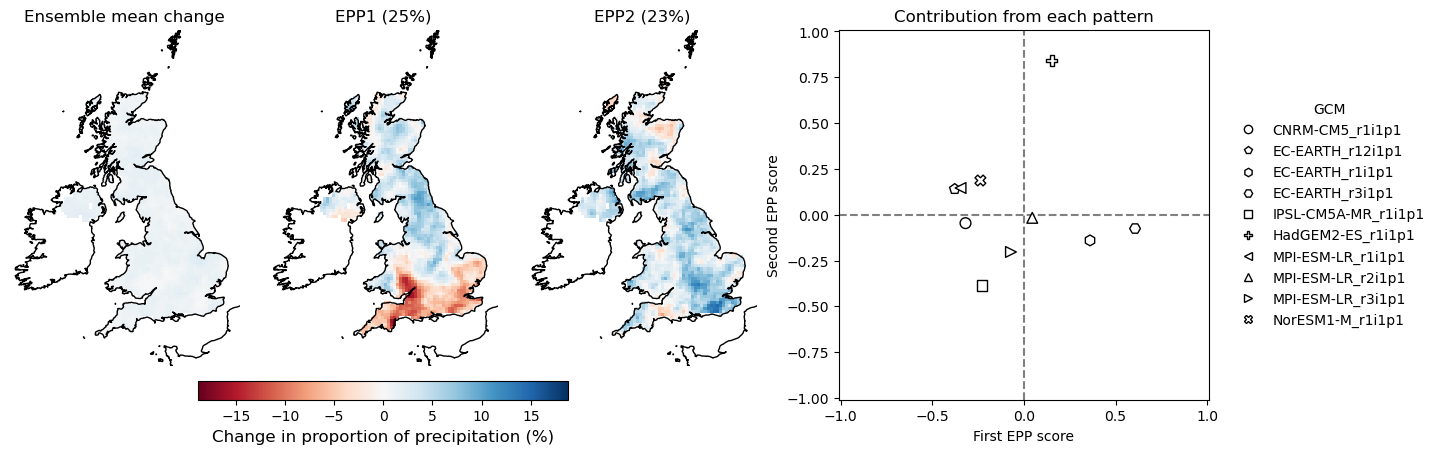 Ensemble mean change
EPP1 (25%)
EPP2 (23%)
−15 −10 −5 0 5 10 15
Change in proportion of precipitation (%)
Contribution from each pattern
Second EPP score
1.00
0.75
0.50
0.25
0.00
−0.25
−0.50
−0.75
−1.00
−1.0 −0.5 0.0 0.5 1.0
First EPP score
GCM
CNRM-CM5_r1i1p1
EC-EARTH_r12i1p1
EC-EARTH_r1i1p1
EC-EARTH_r3i1p1
IPSL-CM5A-MR_r1i1p1
HadGEM2-ES_r1i1p1
MPI-ESM-LR_r1i1p1
MPI-ESM-LR_r2i1p1
MPI-ESM-LR_r3i1p1
NorESM1-M_r1i1p1